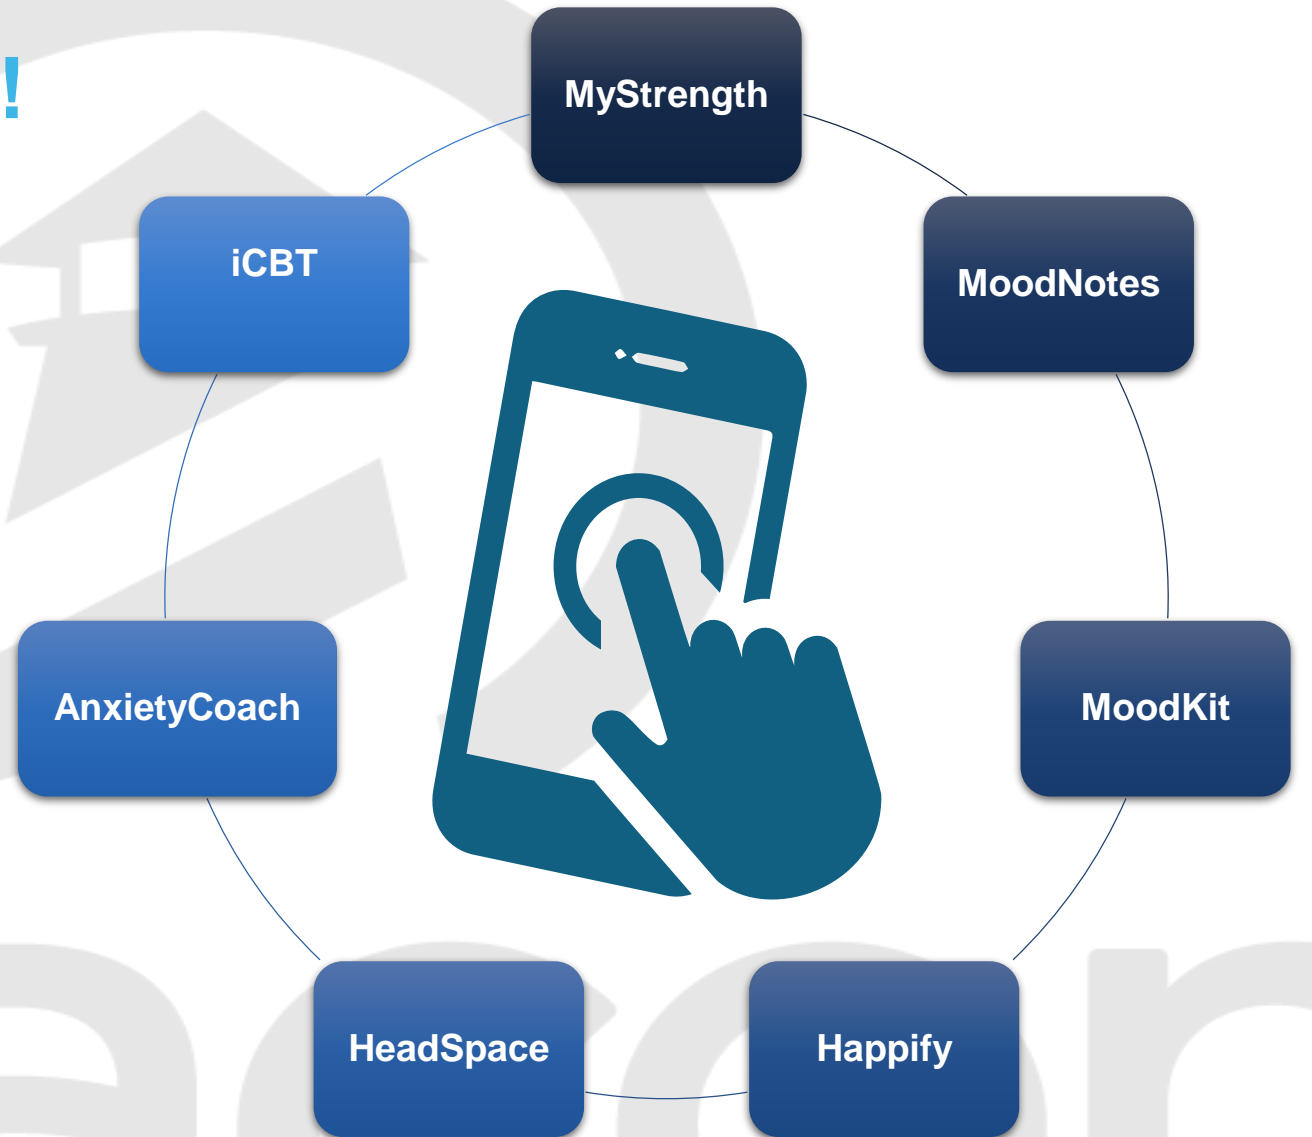 !
MyStrength
iCBT
MoodNotes
AnxietyCoach
MoodKit
HeadSpace
Happify